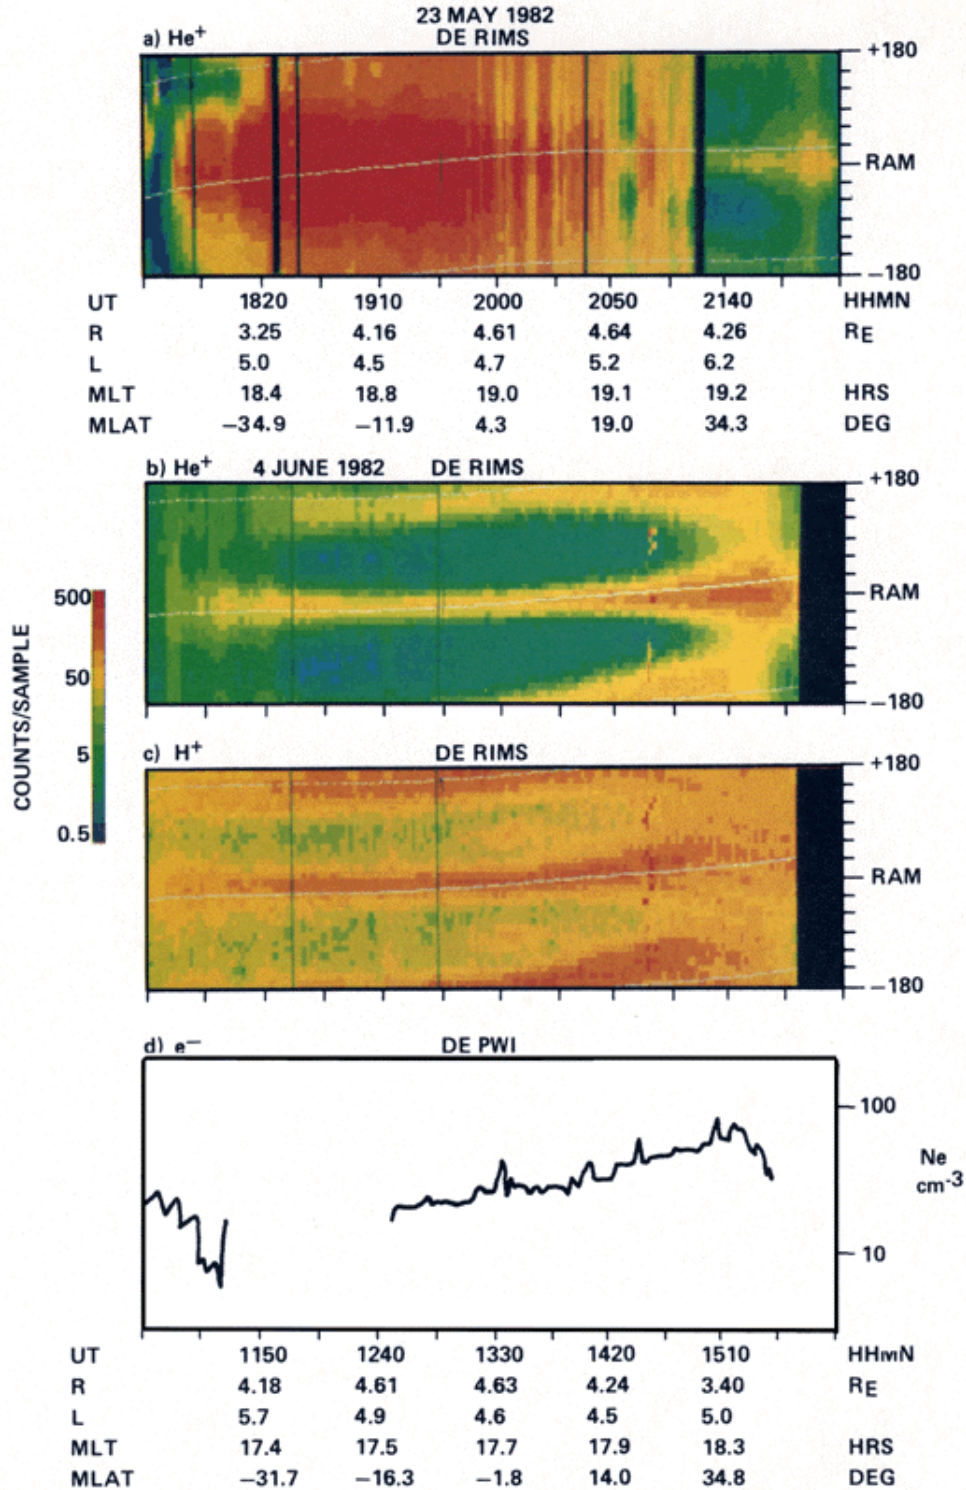 23 MAY 1982
a) He+ DE RIMS
+180
RAM
-180
UT 1820 1910 2000 2050 2140 HHMN
R 3.25 4.16 4.61 4.64 4.26 RE
L 5.0 4.5 4.7 5.2 6.2
MLT 18.4 18.8 19.0 19.1 19.2 HRS
MLAT -34.9 -11.9 4.3 19.0 34.3 DEG
b) He+ 4 JUNE 1982 DE RIMS
+180
RAM
-180
500
50
5
0.5
COUNTS/SAMPLE
c) H+ DE RIMS
+180
RAM
-180
d) e- DE PWI
100
Ne
cm-3
10
UT 1150 1240 1330 1420 1510 HHMN
R 4.18 4.61 4.63 4.24 3.40 RE
L 5.7 4.9 4.6 4.5 5.0
MLT 17.4 17.5 17.7 17.9 18.3 HRS
MLAT -31.7 -16.3 -1.8 14.0 34.8 DEG